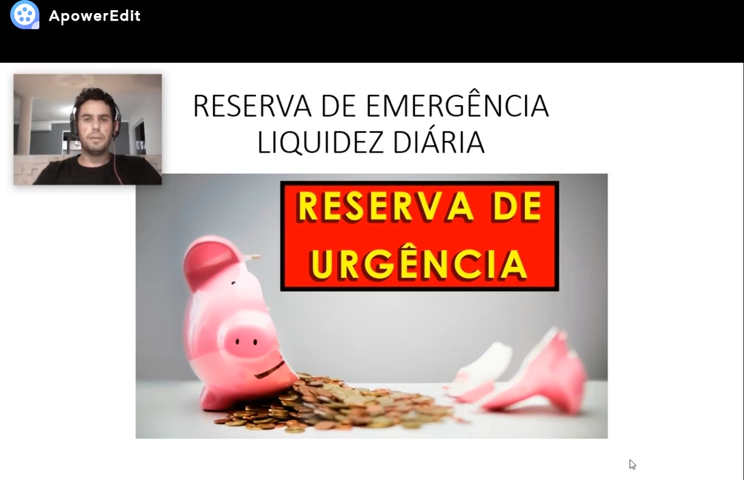 ApowerEdit
RESERVA DE EMERGÊNCIA
LIQUIDEZ DIÁRIA
RESERVA DE
URGÊNCIA